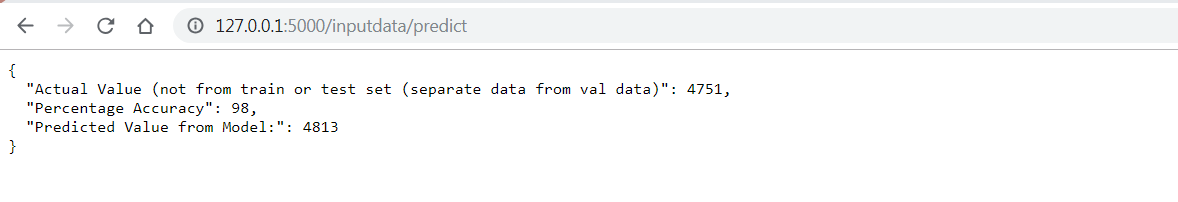 127.0.0.1:5000/inputdata/predict
{
  "Actual Value (not from train or test set (separate data from val data)": 4751,
  "Percentage Accuracy": 98,
  "Predicted Value from Model:": 4813
}